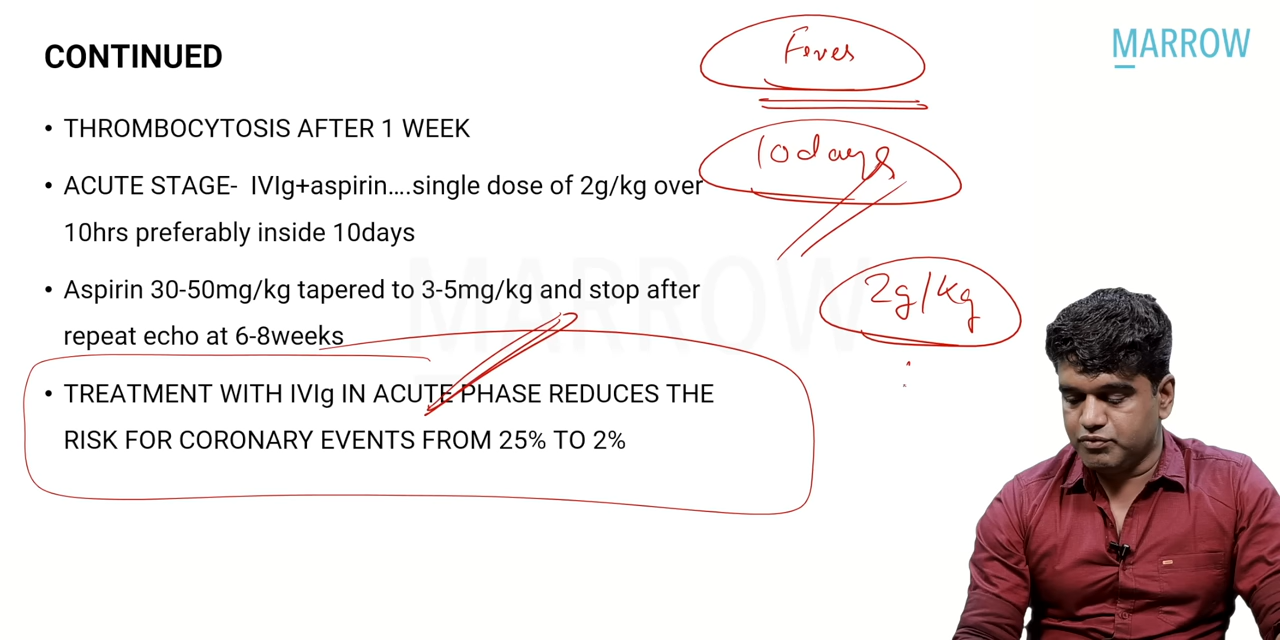 CONTINUED
MARROW
Fever
• THROMBOCYTOSIS AFTER 1 WEEK
10 days
• ACUTE STAGE- IVIg+aspirin....single dose of 2g/kg over
10hrs preferably inside 10days
• Aspirin 30-50mg/kg tapered to 3-5mg/kg and stop after
repeat echo at 6-8weeks
2g/kg
• TREATMENT WITH IVIg IN ACUTE PHASE REDUCES THE
RISK FOR CORONARY EVENTS FROM 25% TO 2%
MARROW